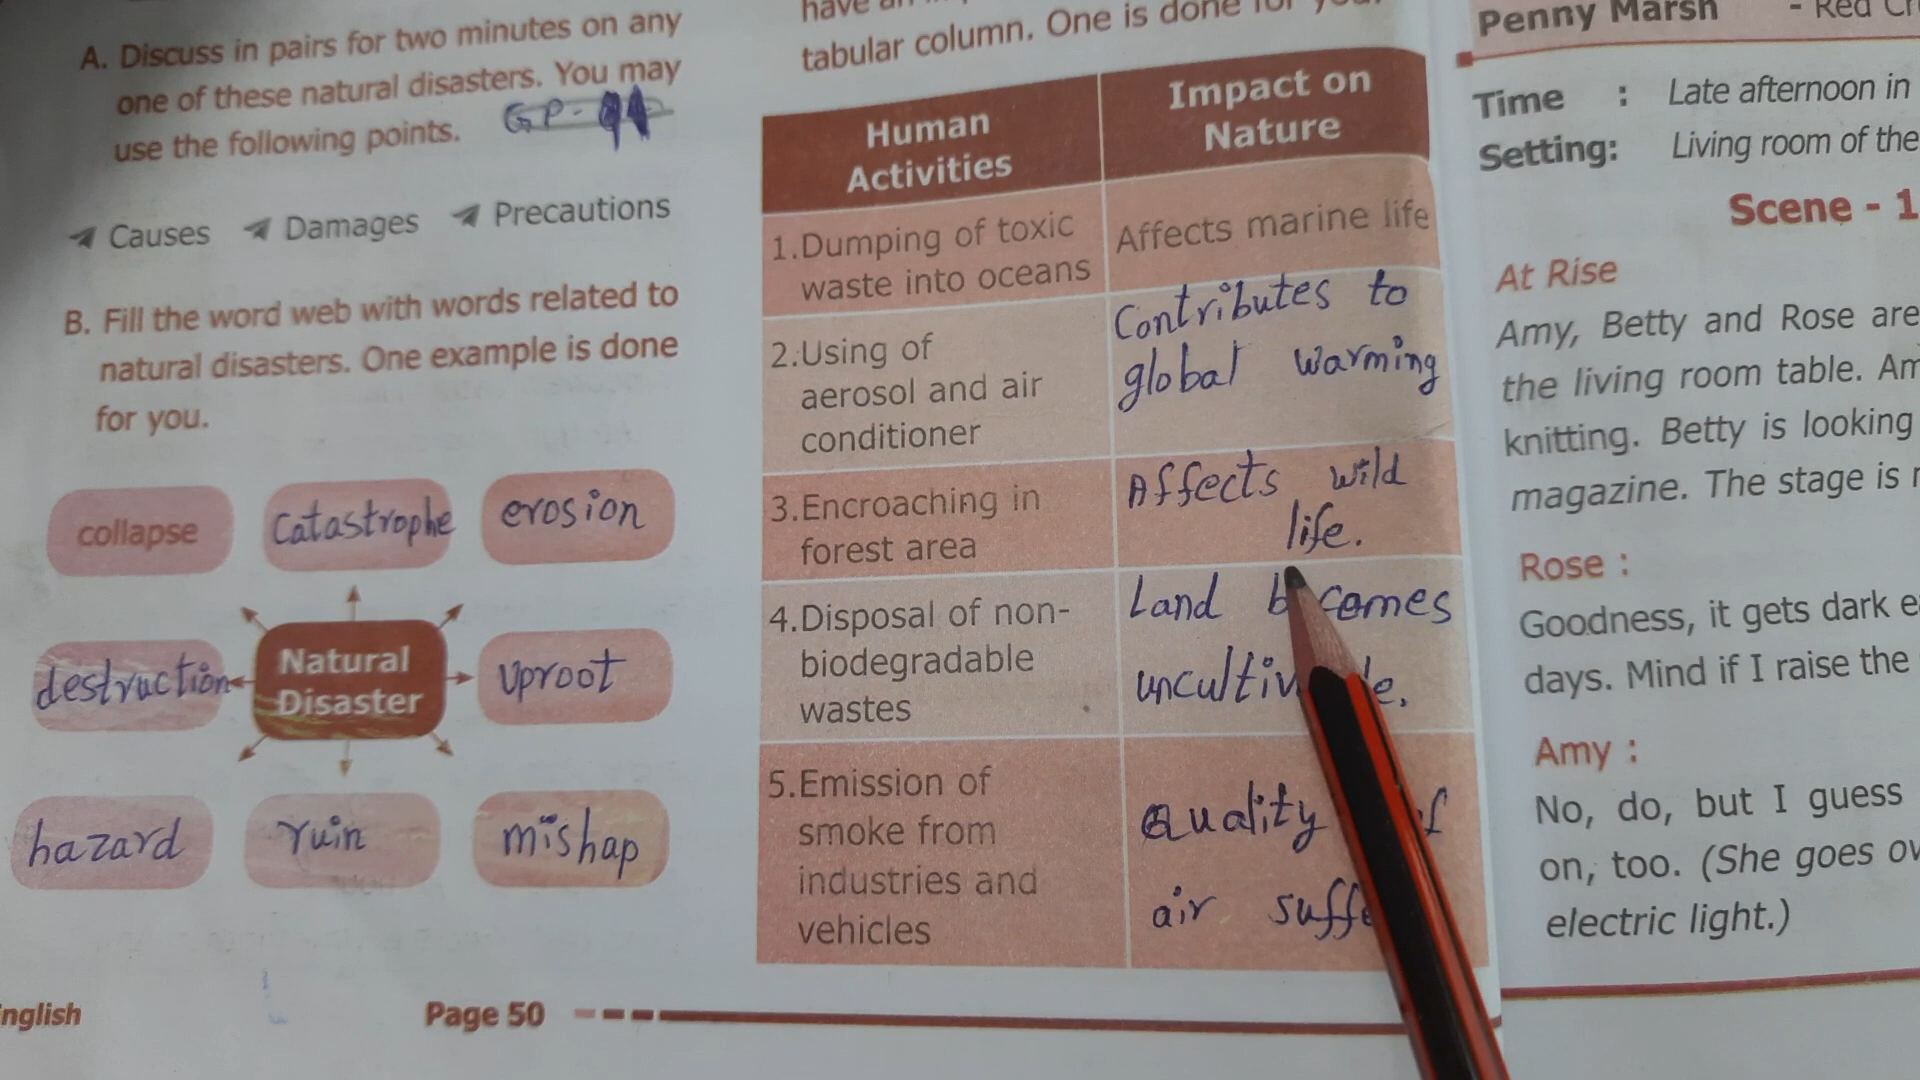 A. Discuss in pairs for two minutes on any
one of these natural disasters. You may
use the following points. GP-
Causes Damages Precautions
B. Fill the word web with words related to
natural disasters. One example is done
for you.
collapse catastrophe erosion
destruction Natural Disaster uproot
hazard ruin mishap
English
Page 50
have an
tabular column. One is done for you.
Human Activities
Impact on Nature
1.Dumping of toxic
waste into oceans
Affects marine life
2.Using of
aerosol and air
conditioner
Contributes to
global warming
3.Encroaching in
forest area
Affects wild
life.
4.Disposal of non-
biodegradable
wastes
Land becomes
5.Emission of
smoke from
industries and
vehicles
Quality of
air
Penny Marsh - Red
Time : Late afternoon in
Setting: Living room of the
Scene - 1
At Rise
Amy, Betty and Rose are
the living room table.
knitting. Betty is looking
magazine. The stage is
Rose :
Goodness, it gets dark
days. Mind if I raise the
Amy :
No, do, but I guess
on, too. (She goes
electric light.)